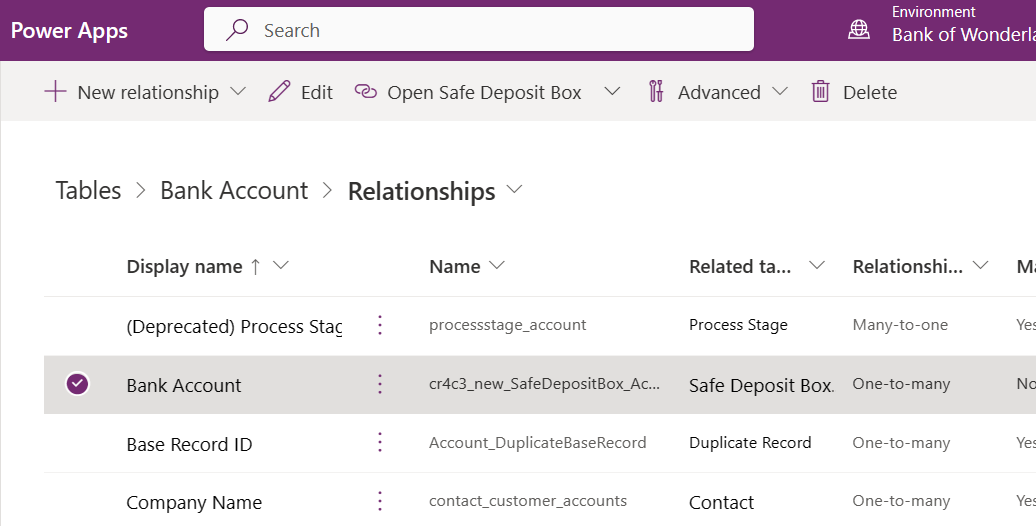 Power Apps
Search
Environment
Bank of Wonderla
New relationship
Edit
Open Safe Deposit Box
Advanced
Delete
Tables > Bank Account > Relationships
Display name ↑ Name Related ta... Relationshi... Ma
(Deprecated) Process Stag processstage_account Process Stage Many-to-one Yes
Bank Account cr4c3_new_SafeDepositBox_Ac... Safe Deposit Box. One-to-many No
Base Record ID Account_DuplicateBaseRecord Duplicate Record One-to-many Yes
Company Name contact_customer_accounts Contact One-to-many Yes